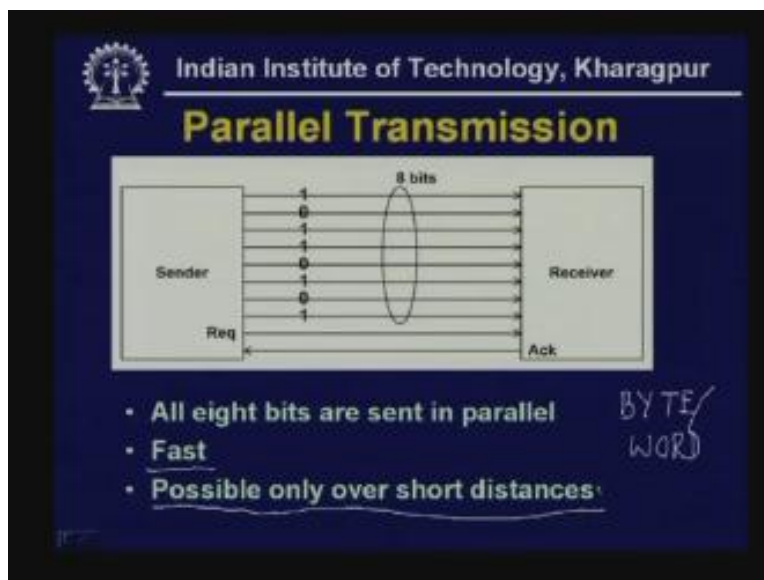 Indian Institute of Technology, Kharagpur
Parallel Transmission
8 bits
1
0
1
1
0
1
0
1
Sender
Receiver
Req
Ack
• All eight bits are sent in parallel
• Fast
• Possible only over short distances
BYTE/
WORD